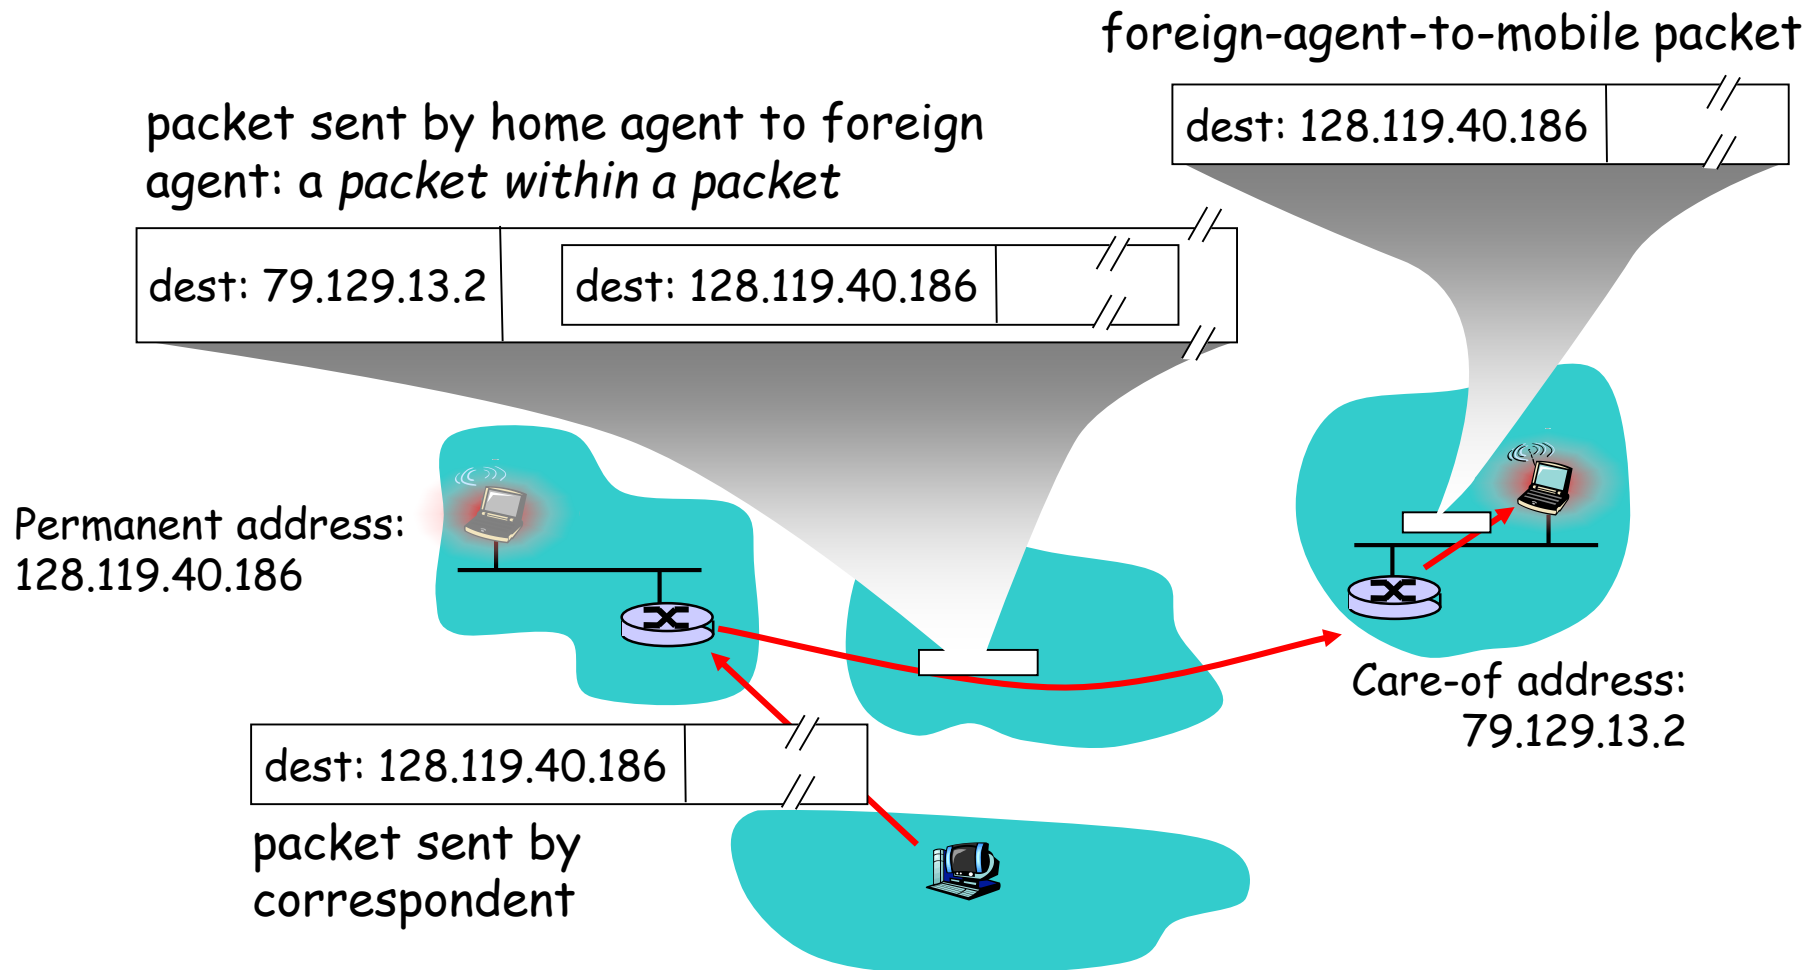 foreign-agent-to-mobile packet
dest: 128.119.40.186
packet sent by home agent to foreign
agent: a packet within a packet
dest: 79.129.13.2
dest: 128.119.40.186
Permanent address:
128.119.40.186
Care-of address:
79.129.13.2
dest: 128.119.40.186
packet sent by
correspondent